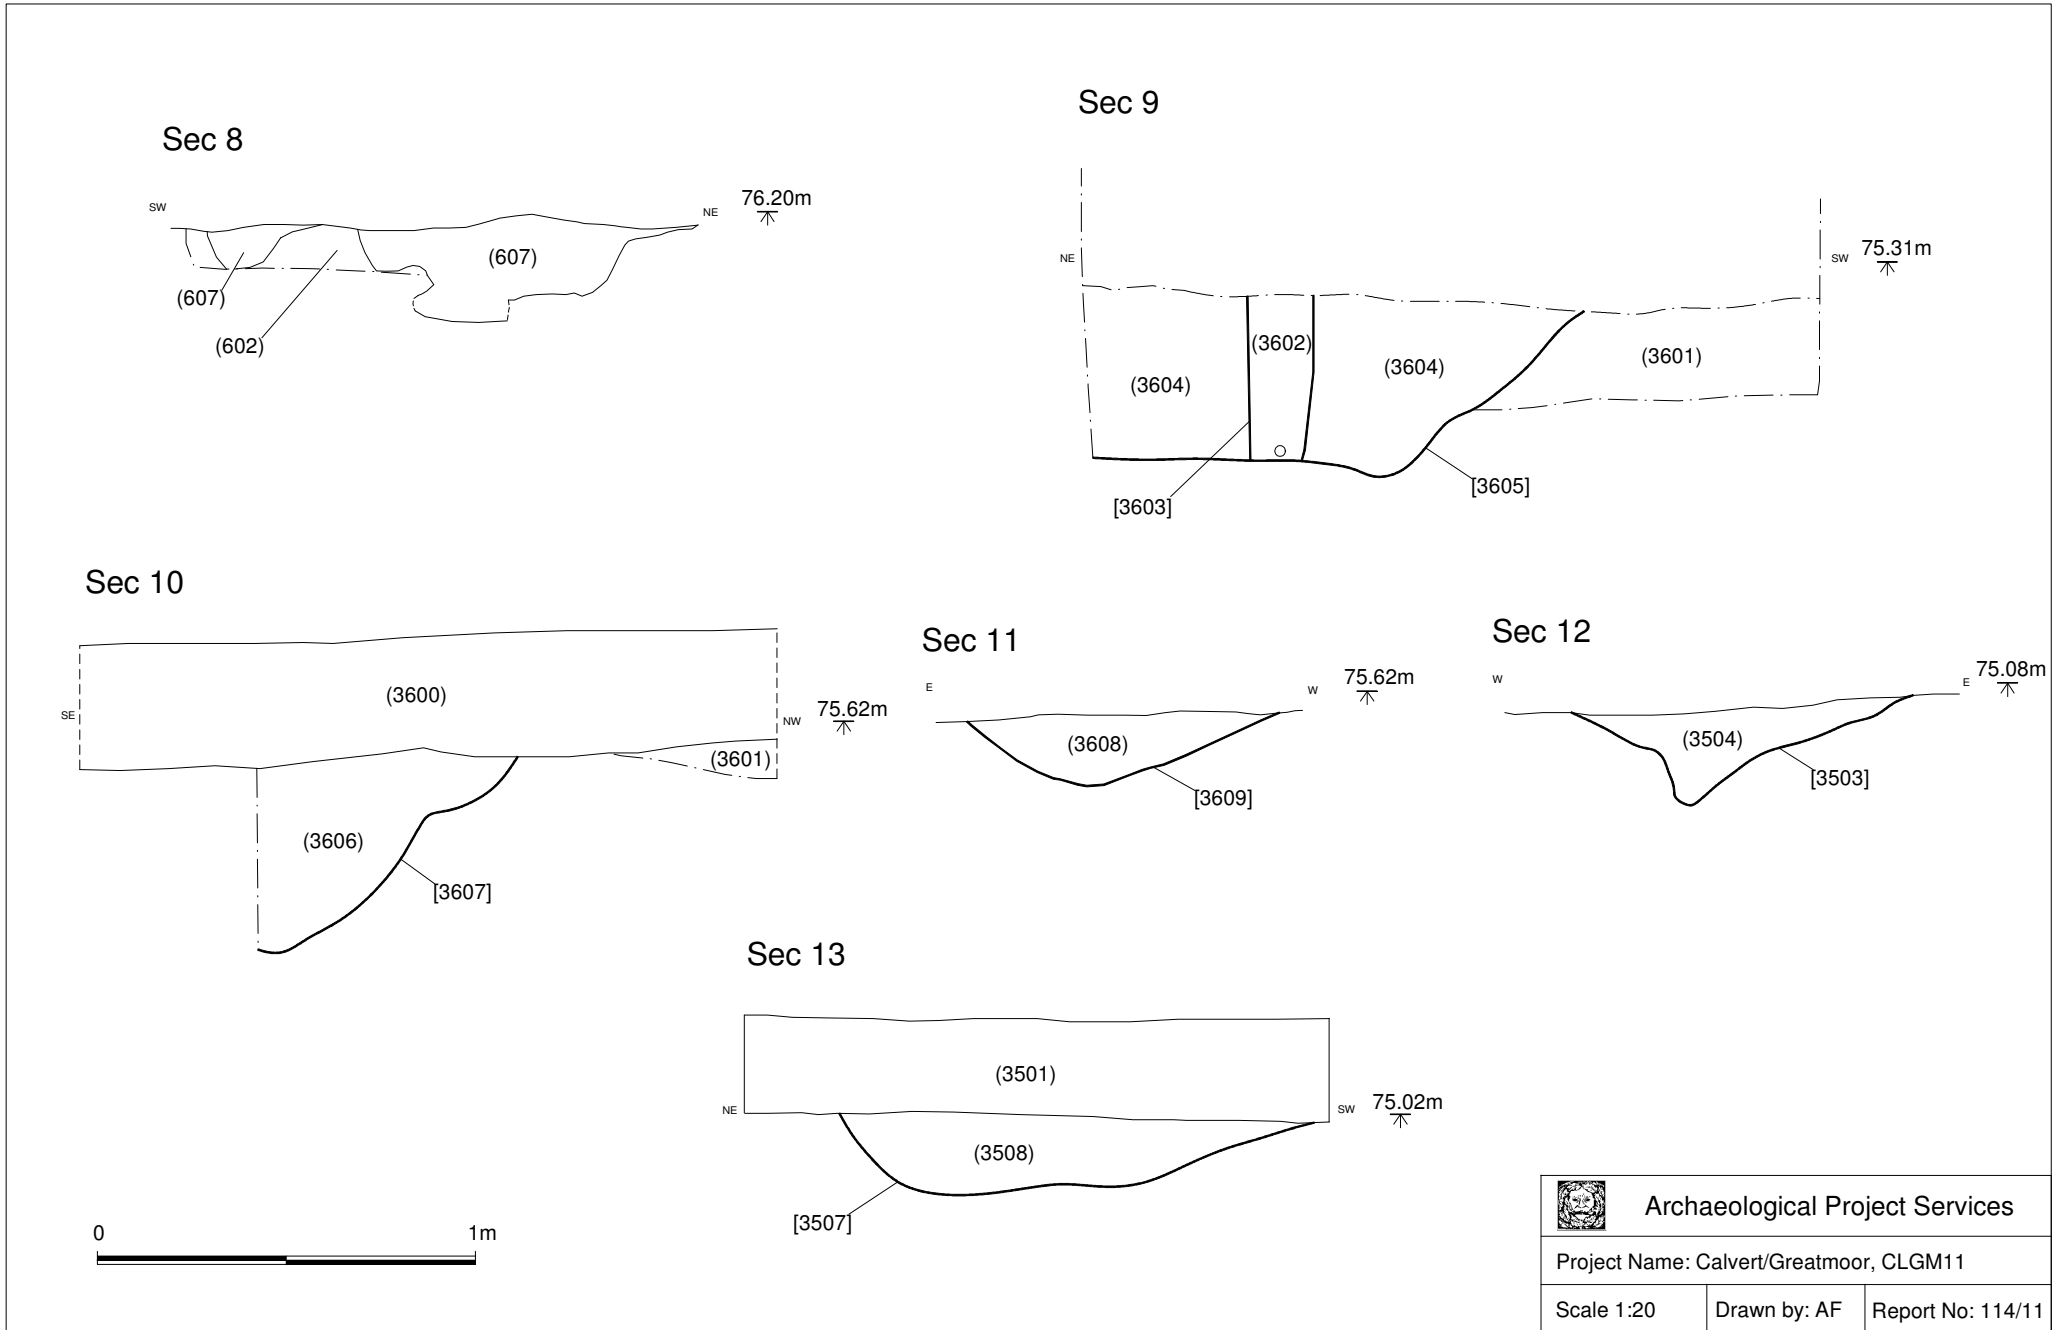 Sec 8
SW
NE
76.20m
(607)
(607)
(602)
Sec 9
NE
SW
75.31m
(3602)
(3604)
(3604)
(3601)
[3603]
[3605]
Sec 10
(3600)
SE
NW
75.62m
(3601)
(3606)
[3607]
Sec 11
E
W
75.62m
(3608)
[3609]
Sec 12
W
E
75.08m
(3504)
[3503]
Sec 13
(3501)
NE
SW
75.02m
(3508)
[3507]
0 1m
Archaeological Project Services
Project Name: Calvert/Greatmoor, CLGM11
Scale 1:20 Drawn by: AF Report No: 114/11